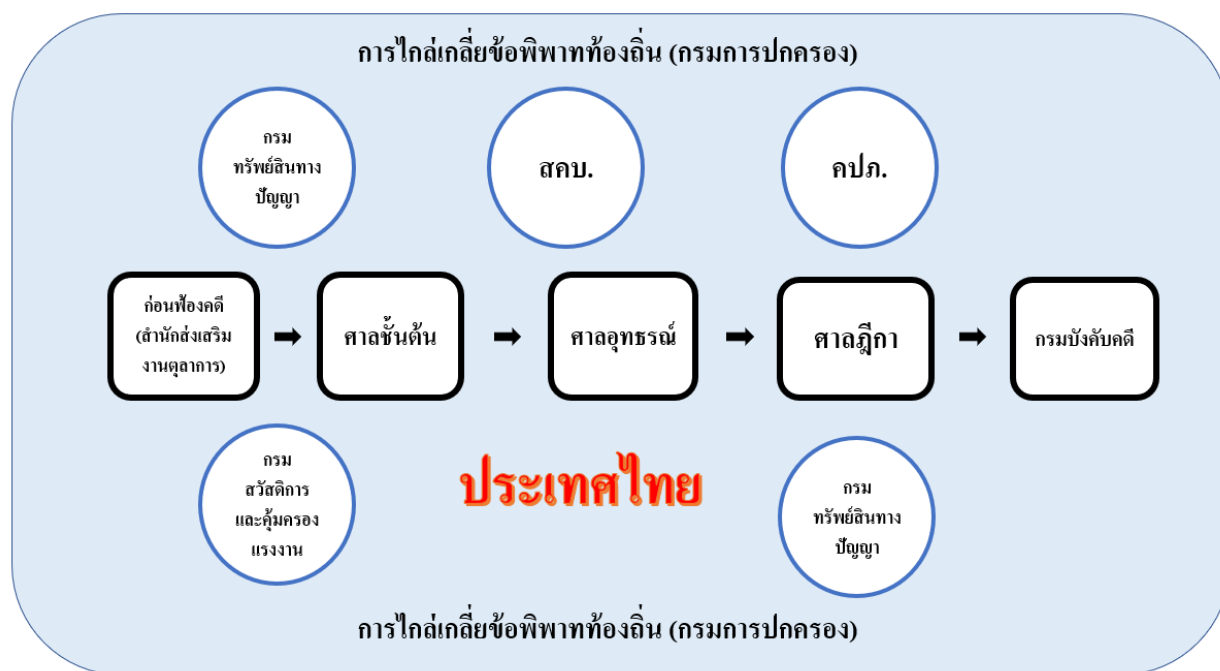 การไกล่เกลี่ยข้อพิพาทท้องถิ่น (กรมการปกครอง)
กรม
ทรัพย์สินทาง
ปัญญา
สคบ.
คปภ.
ก่อนฟ้องคดี
(สำนักส่งเสริม
งานตุลาการ)
ศาลชั้นต้น
ศาลอุทธรณ์
ศาลฎีกา
กรมบังคับคดี
กรม
สวัสดิการ
และคุ้มครอง
แรงงาน
ประเทศไทย
กรม
ทรัพย์สินทาง
ปัญญา
การไกล่เกลี่ยข้อพิพาทท้องถิ่น (กรมการปกครอง)